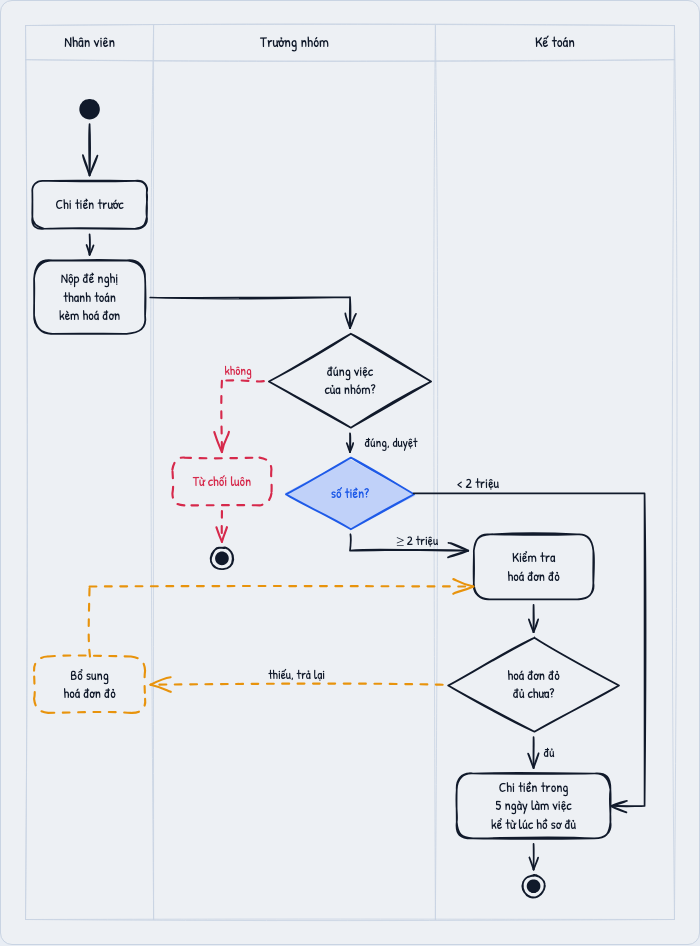 Nhân viên
Trưởng nhóm
Kế toán
Chi tiền trước
Nộp đề nghị
thanh toán
kèm hoá đơn
đúng việc
của nhóm?
không
đúng, duyệt
Từ chối luôn
số tiền?
< 2 triệu
≥ 2 triệu
Kiểm tra
hoá đơn đỏ
Bổ sung
hoá đơn đỏ
thiếu, trả lại
hoá đơn đỏ
đủ chưa?
đủ
Chi tiền trong
5 ngày làm việc
kể từ lúc hồ sơ đủ